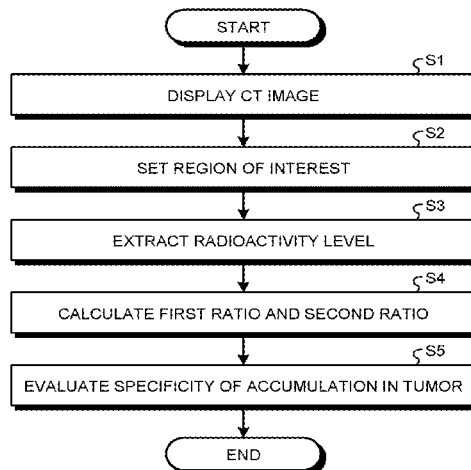 START
S1
DISPLAY CT IMAGE
S2
SET REGION OF INTEREST
S3
EXTRACT RADIOACTIVITY LEVEL
S4
CALCULATE FIRST RATIO AND SECOND RATIO
S5
EVALUATE SPECIFICITY OF ACCUMULATION IN TUMOR
END